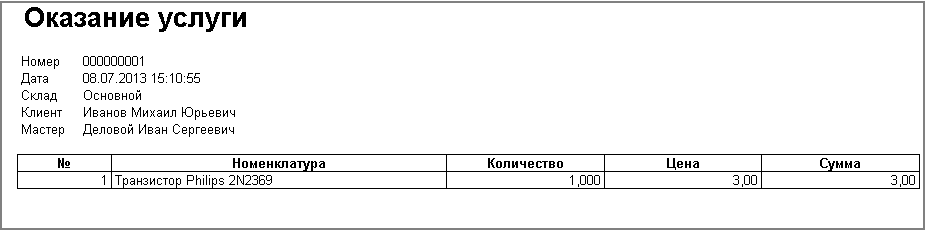 Оказание услуги
Номер 000000001
Дата 08.07.2013 15:10:55
Склад Основной
Клиент Иванов Михаил Юрьевич
Мастер Деловой Иван Сергеевич
№ Номенклатура Количество Цена Сумма
1 Транзистор Philips 2N2369 1,000 3,00 3,00